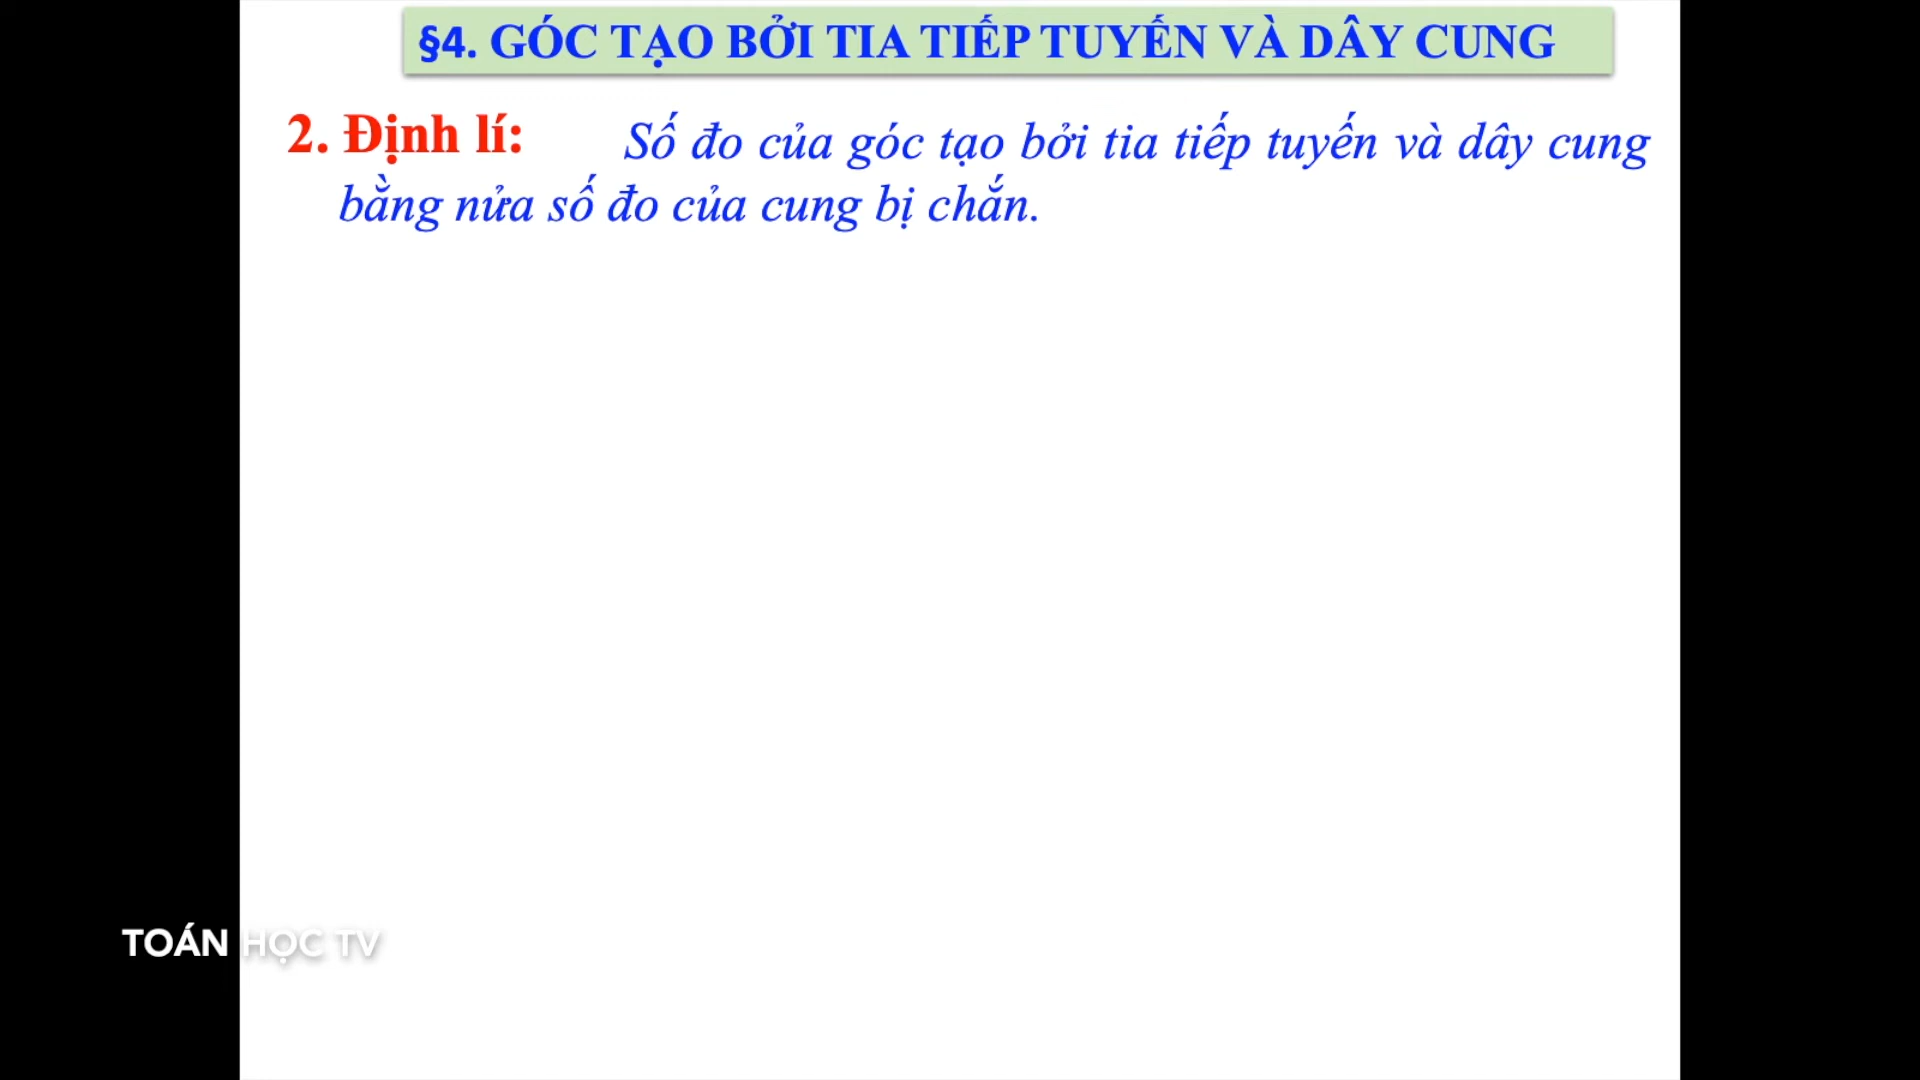 §4. GÓC TẠO BỞI TIA TIẾP TUYẾN VÀ DÂY CUNG
2. Định lí: Số đo của góc tạo bởi tia tiếp tuyến và dây cung
bằng nửa số đo của cung bị chắn.
TOÁN HỌC TV